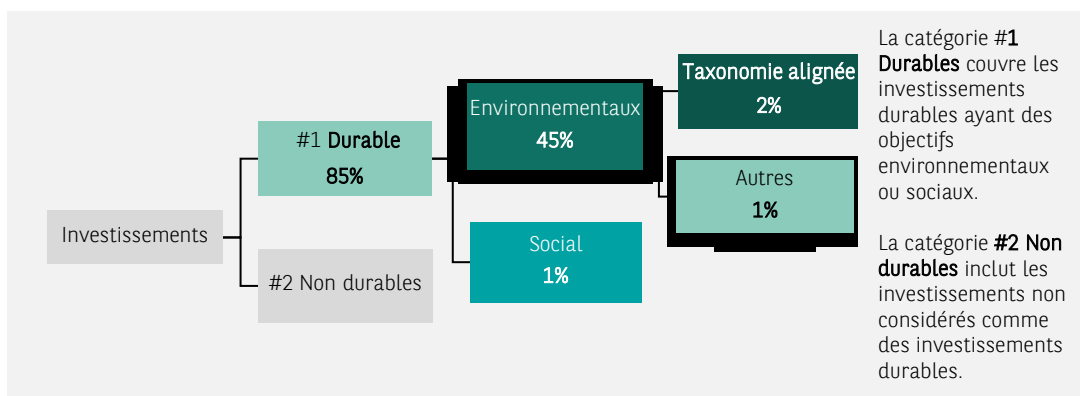 Investissements
#1 Durable
85%
#2 Non durables
Environnementaux
45%
Social
1%
Taxonomie alignée
2%
Autres
1%
La catégorie #1
Durables couvre les
investissements
durables ayant des
objectifs
environnementaux
ou sociaux.
La catégorie #2 Non
durables inclut les
investissements non
considérés comme
des investissements
durables.